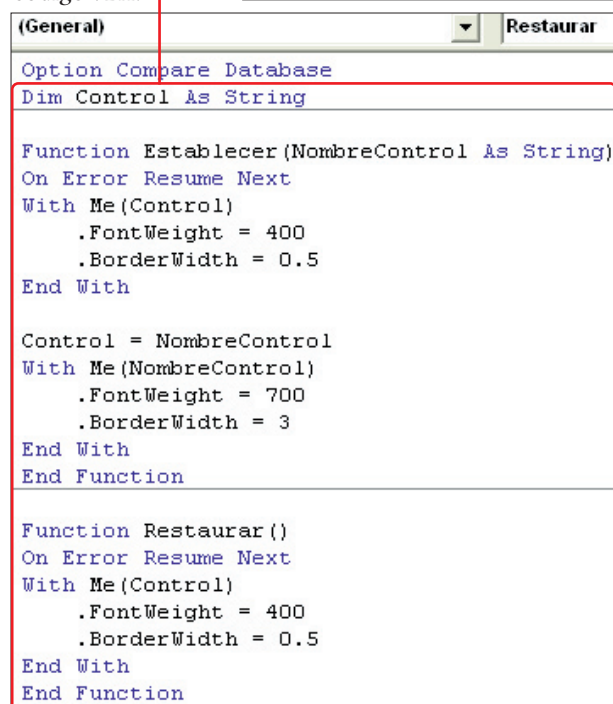 (General) Restaurar
Option Compare Database
Dim Control As String
Function Establecer(NombreControl As String)
On Error Resume Next
With Me(Control)
    .FontWeight = 400
    .BorderWidth = 0.5
End With
Control = NombreControl
With Me(NombreControl)
    .FontWeight = 700
    .BorderWidth = 3
End With
End Function
Function Restaurar()
On Error Resume Next
With Me(Control)
    .FontWeight = 400
    .BorderWidth = 0.5
End With
End Function